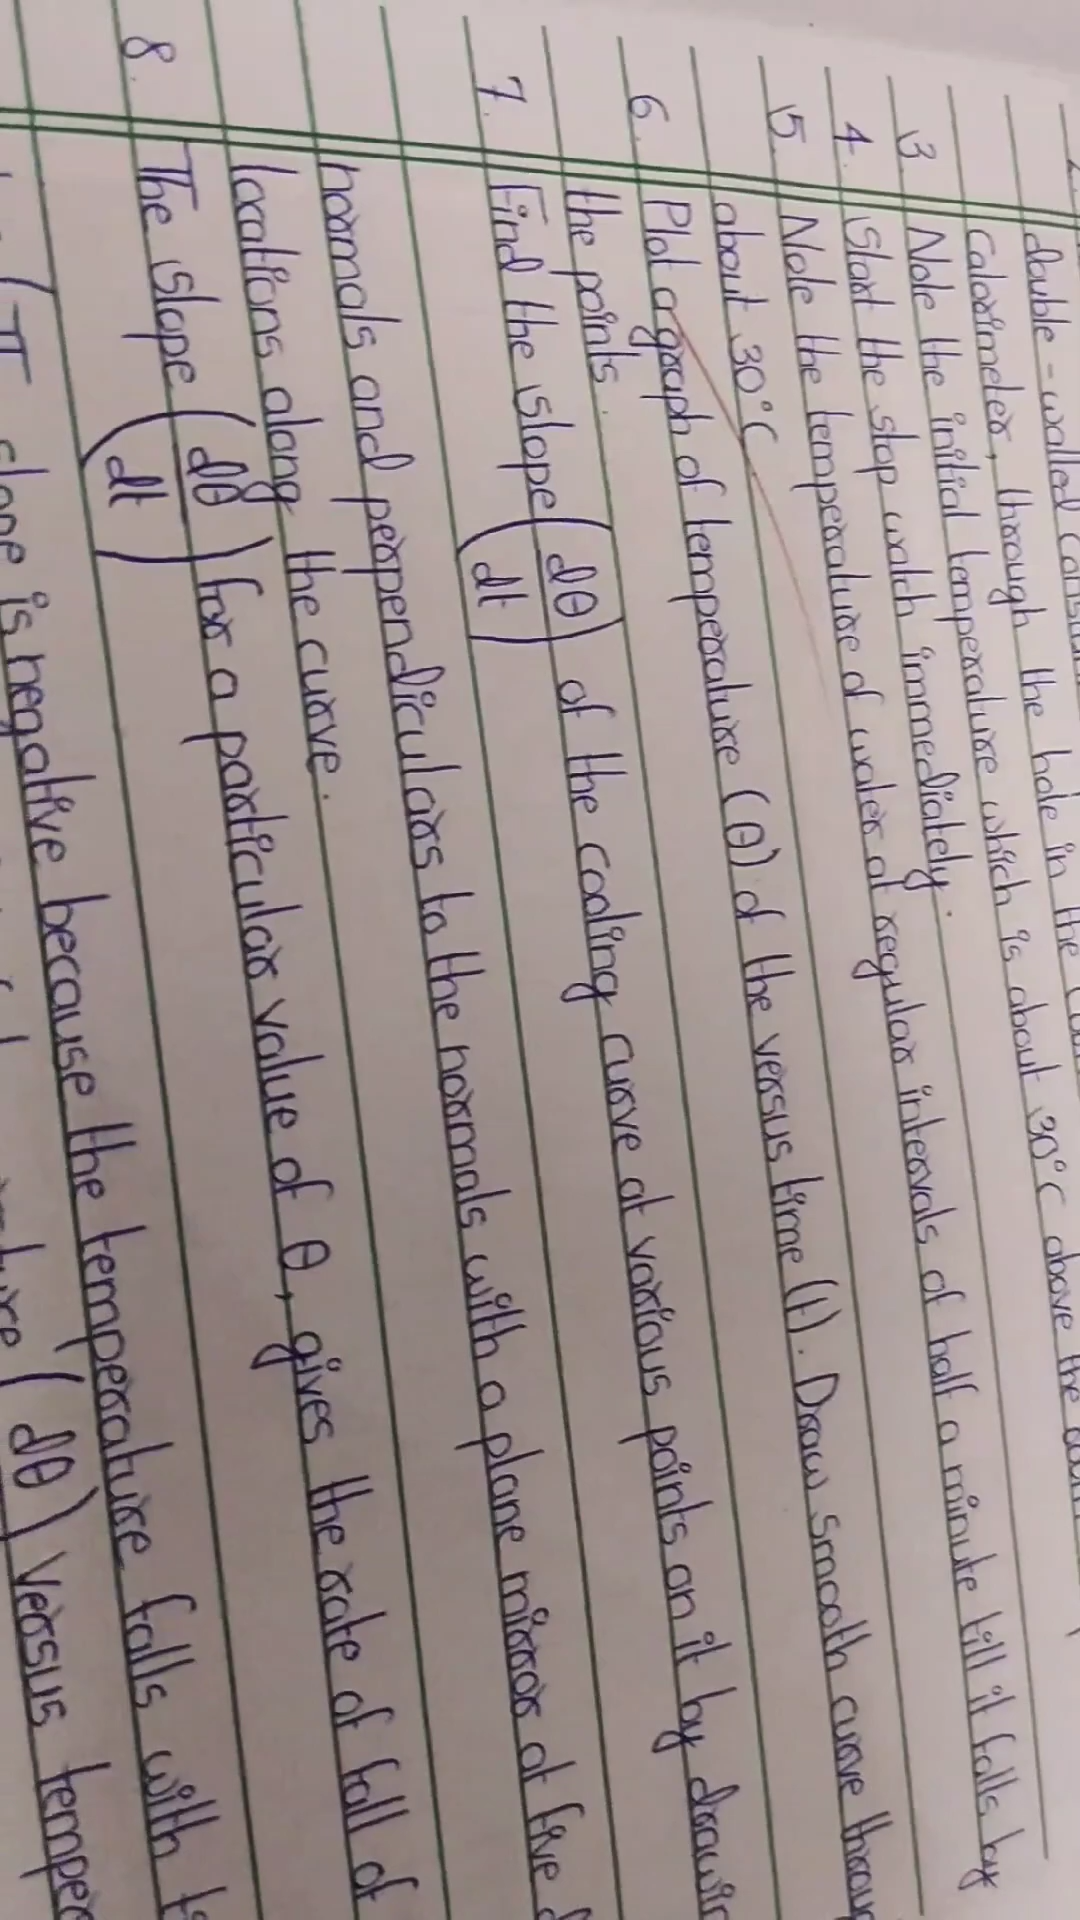 double-walled
Calorimeter, through the hole in the
3. Note the initial temperature which is about 30°C above the
4. Start the stop watch immediately.
5. Note the temperature of water at regular intervals of half a minute till it falls by
about 30°C
6. Plot a graph of temperature (θ) of the versus time (t). Draw smooth curve throug
the points.
7. Find the slope (dθ/dt) of the cooling curve at various points on it by drawin
normals and perpendiculars to the normals with a plane mirror at five
locations along the curve.
8. The slope (dθ/dt) for a particular value of θ, gives the rate of fall of
slope is negative because the temperature falls with
(dθ versus temper